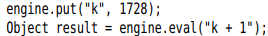 engine.put("k", 1728);
Object result = engine.eval("k + 1");